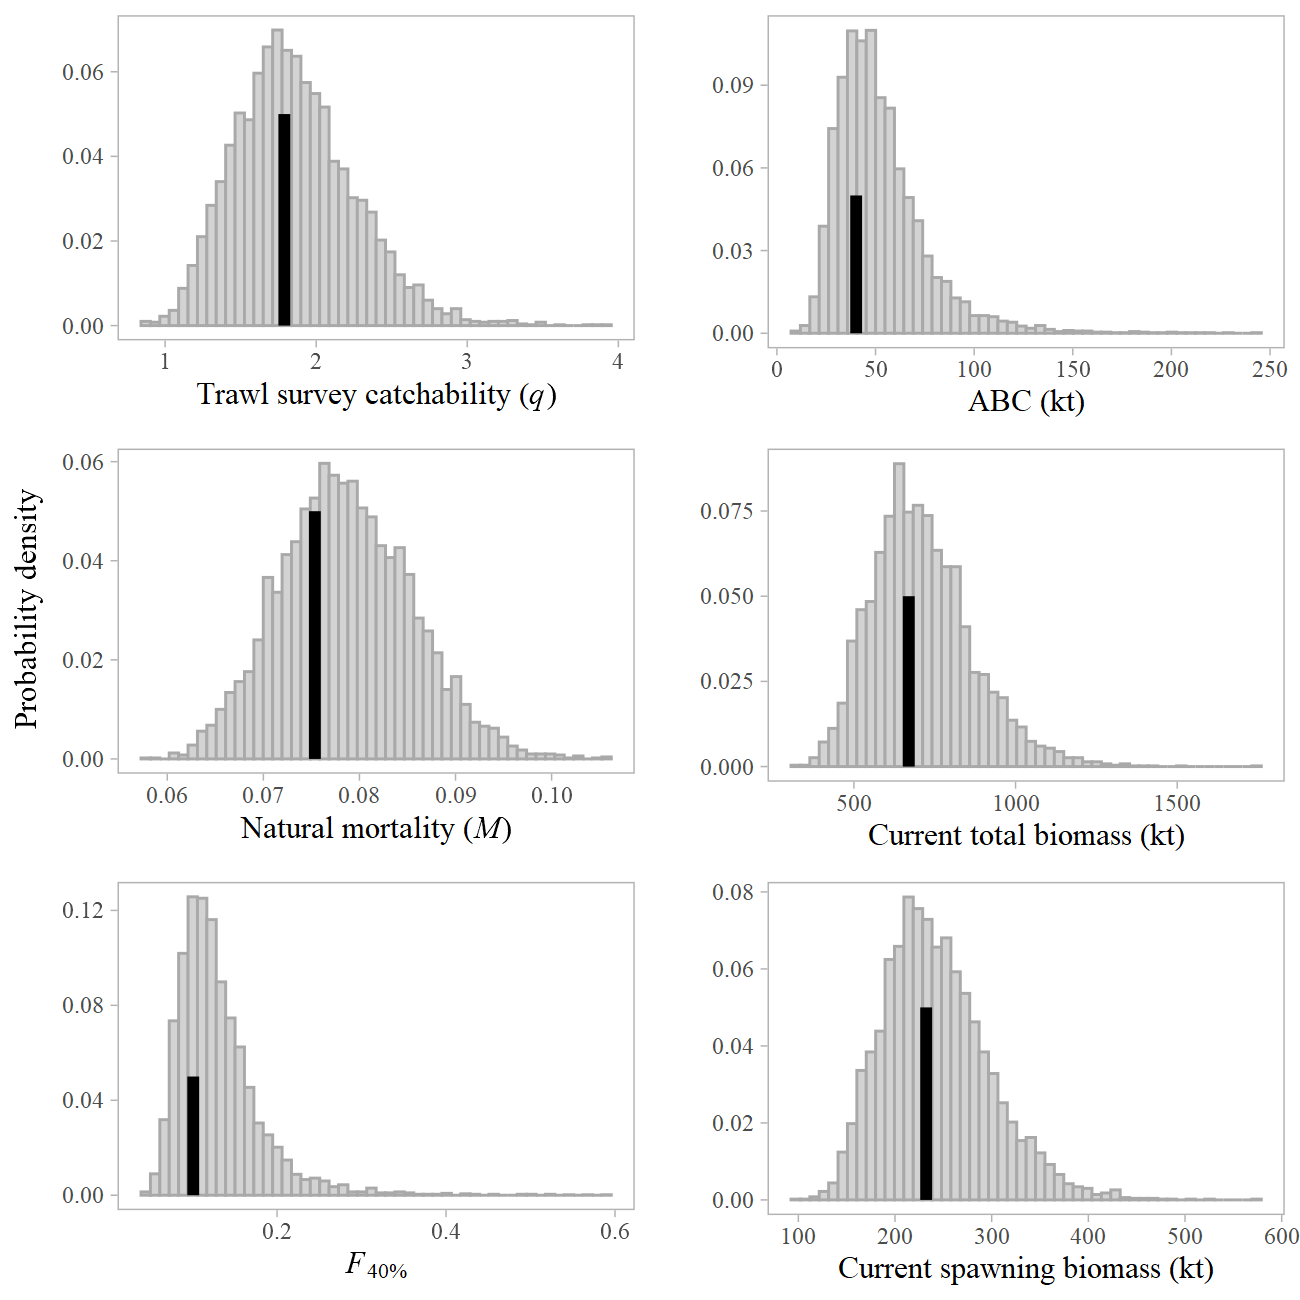 Probability density
0.06
0.04
0.02
0.00
1 2 3 4
Trawl survey catchability (q)
0.09
0.06
0.03
0.00
0 50 100 150 200 250
ABC (kt)
0.06
0.04
0.02
0.00
0.06 0.07 0.08 0.09 0.10
Natural mortality (M)
0.075
0.050
0.025
0.000
500 1000 1500
Current total biomass (kt)
0.12
0.08
0.04
0.00
0.2 0.4 0.6
F40%
0.08
0.06
0.04
0.02
0.00
100 200 300 400 500 600
Current spawning biomass (kt)